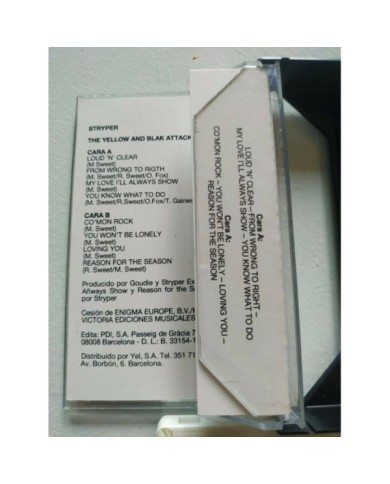 STRYPER
THE YELLOW AND BLAK ATTACK
CARA A
LOUD 'N' CLEAR
(M Sweet)
FROM WRONG TO RIGTH
(M. Sweet/R. Sweet/O. Fox)
MY LOVE I'LL ALWAYS SHOW
(M. Sweet)
YOU KNOW WHAT TO DO
(M. Sweet/R.Sweet/O.Fox/T. Gaines
CARA B
CO'MON ROCK
(M. Sweet)
YOU WON'T BE LONELY
(M. Sweet)
LOVING YOU
(M. Sweet)
REASON FOR THE SEASON
(R. Sweet/M. Sweet)
Producido por Goudie y Stryper
Always Show y Reason for the
por Stryper
Cesión de ENIGMA EUROPE, B.V./
VICTORIA EDICIONES MUSICALES
Edita: PDI, S.A. Passeig de Gràcia 7
08008 Barcelona - D. L.: B. 33154-1
Distribuido por Yel, S.A. Tel. 351 71
Av. Borbón, 6. Barcelona.
Cara A:
LOUD 'N' CLEAR – FROM WRONG TO RIGHT –
MY LOVE I'LL ALWAYS SHOW – YOU KNOW WHAT TO DO
Cara A:
CO'MON ROCK – YOU WON'T BE LONELY – LOVING YOU –
REASON FOR THE SEASON